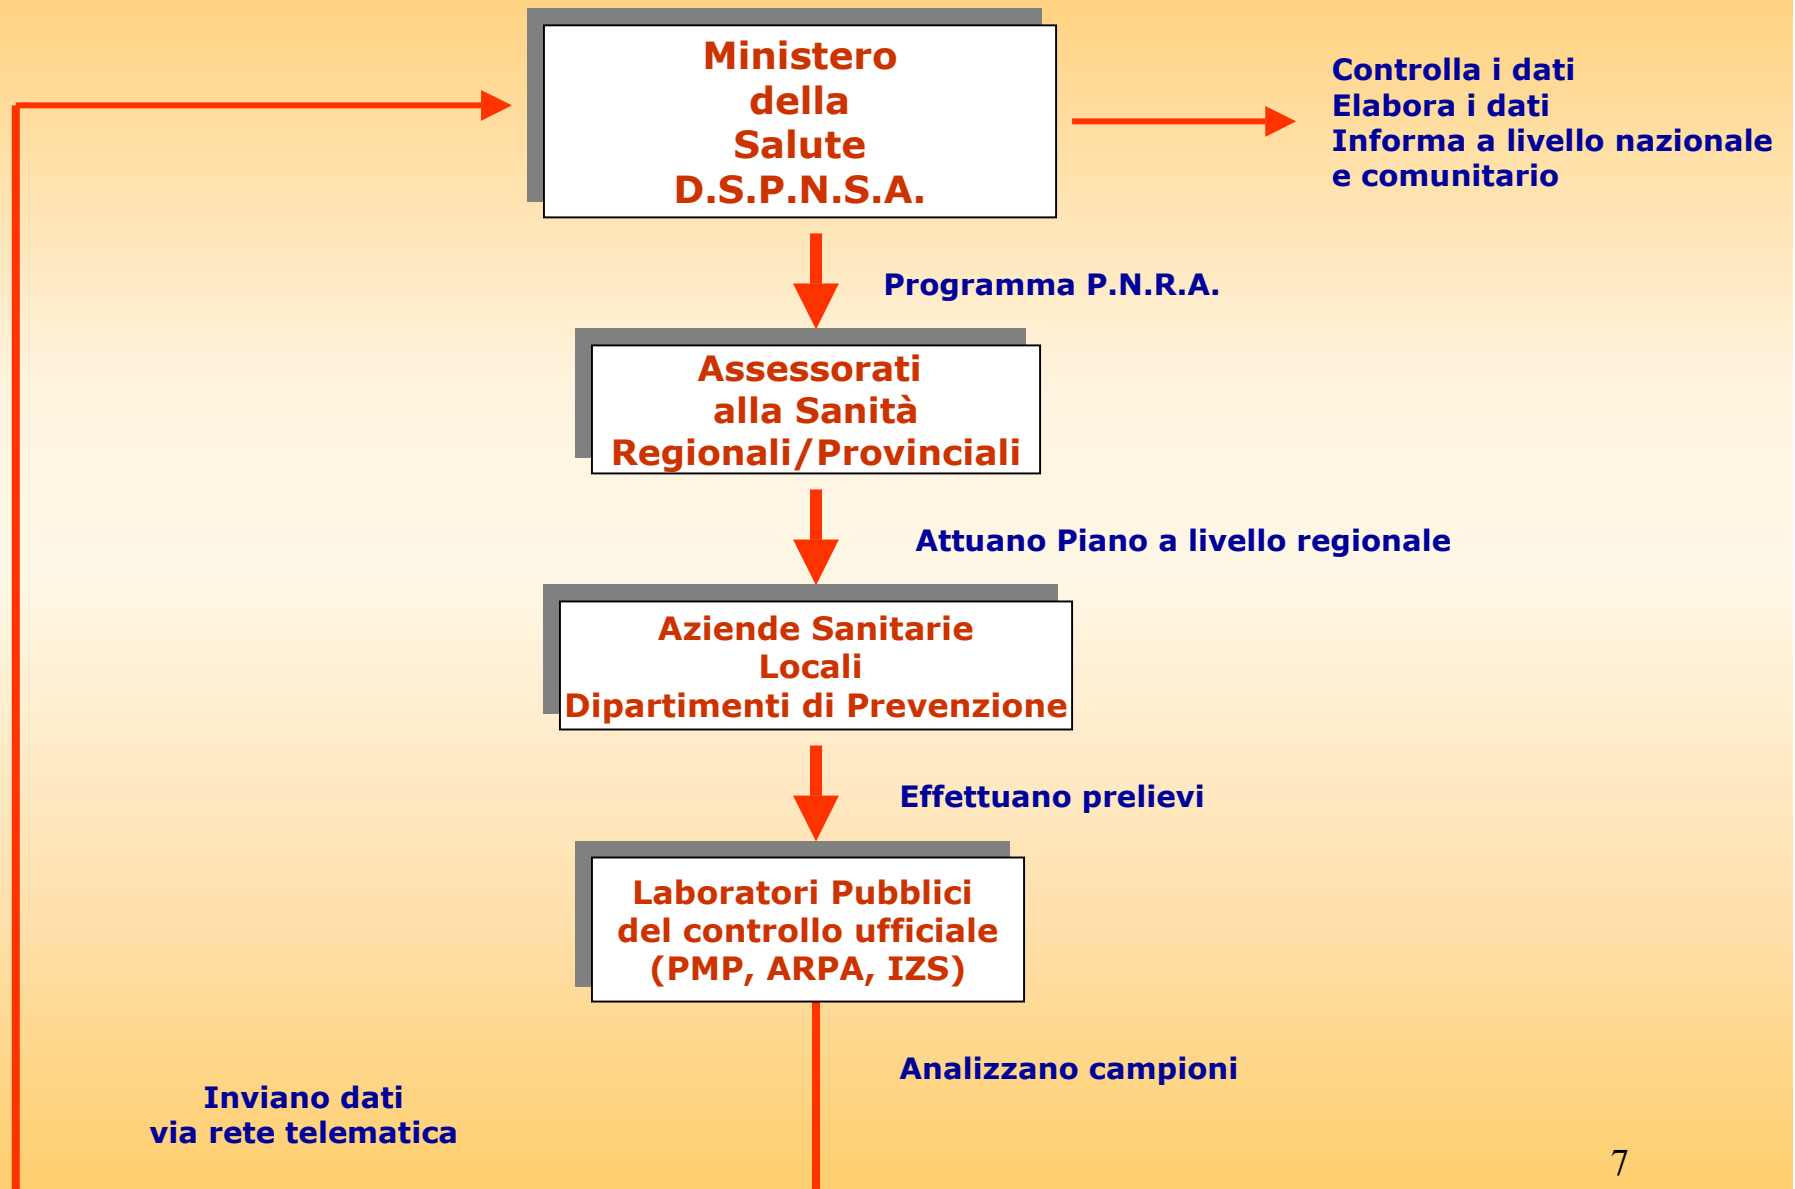 Ministero
della
Salute
D.S.P.N.S.A.
Controlla i dati
Elabora i dati
Informa a livello nazionale
e comunitario
Programma P.N.R.A.
Assessorati
alla Sanità
Regionali/Provinciali
Attuano Piano a livello regionale
Aziende Sanitarie
Locali
Dipartimenti di Prevenzione
Effettuano prelievi
Laboratori Pubblici
del controllo ufficiale
(PMP, ARPA, IZS)
Analizzano campioni
Inviano dati
via rete telematica
7